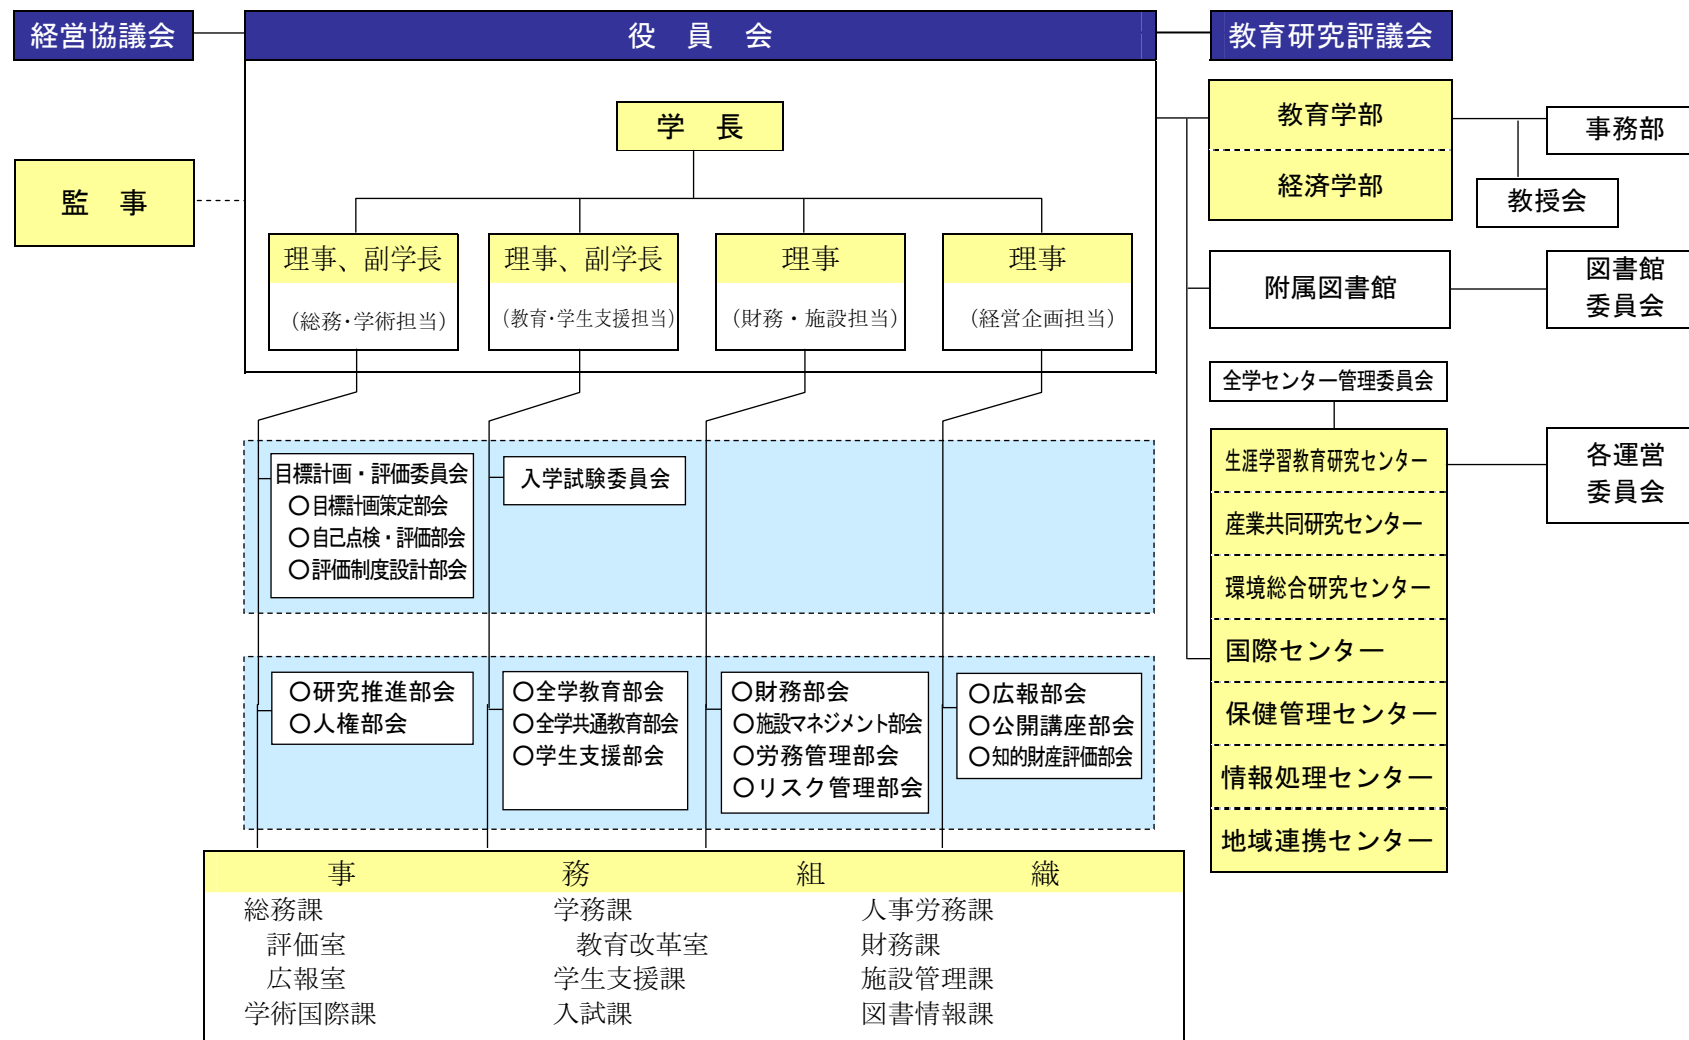 経営協議会
役　員　会
教育研究評議会
学　長
監　事
理事、副学長
（総務・学術担当）
理事、副学長
（教育・学生支援担当）
理事
（財務・施設担当）
理事
（経営企画担当）
教育学部
経済学部
事務部
教授会
附属図書館
図書館
委員会
全学センター管理委員会
生涯学習教育研究センター
産業共同研究センター
環境総合研究センター
国際センター
保健管理センター
情報処理センター
地域連携センター
各運営
委員会
目標計画・評価委員会
〇目標計画策定部会
〇自己点検・評価部会
〇評価制度設計部会
入学試験委員会
〇研究推進部会
〇人権部会
〇全学教育部会
〇全学共通教育部会
〇学生支援部会
〇財務部会
〇施設マネジメント部会
〇労務管理部会
〇リスク管理部会
〇広報部会
〇公開講座部会
〇知的財産評価部会
事　務　組　織
総務課
評価室
広報室
学術国際課
学務課
教育改革室
学生支援課
入試課
人事労務課
財務課
施設管理課
図書情報課